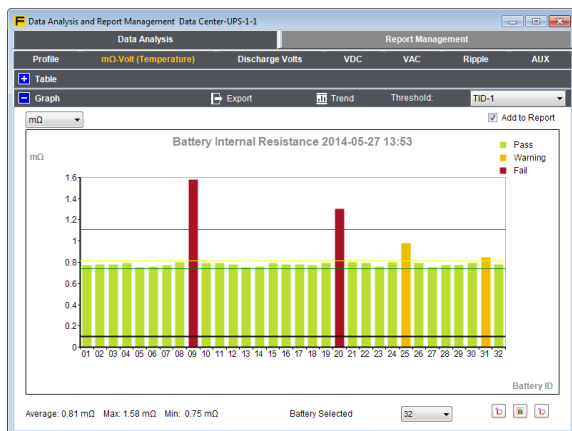 F Data Analysis and Report Management Data Center-UPS-1-1
Data Analysis Report Management
Profile mΩ-Volt (Temperature) Discharge Volts VDC VAC Ripple AUX
+ Table
− Graph Export Trend Threshold: TID-1
mΩ Add to Report
Battery Internal Resistance 2014-05-27 13:53
Pass
Warning
Fail
mΩ
1.6
1.4
1.2
1
0.8
0.6
0.4
0.2
0
01 02 03 04 05 06 07 08 09 10 11 12 13 14 15 16 17 18 19 20 21 22 23 24 25 26 27 28 29 30 31 32
Battery ID
Average: 0.81 mΩ Max: 1.58 mΩ Min: 0.75 mΩ Battery Selected 32